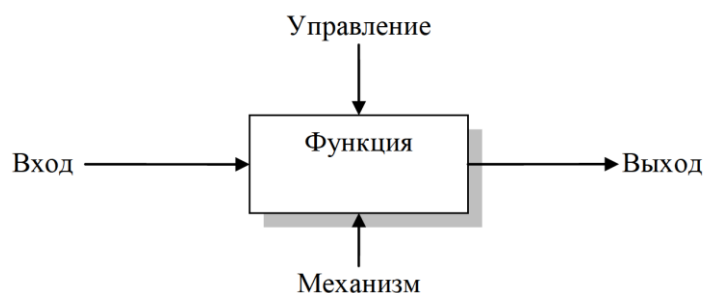 Управление
Функция
Вход
Выход
Механизм